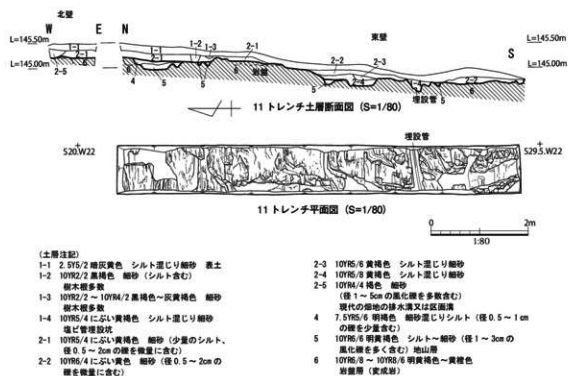 北壁
東壁
W E N
S
L=145.50m
L=145.50m
L=145.00m
L=145.00m
1-1
2-1
2-5
6
1-2 1-3 2-1
2-2 2-3
2-2
6 4 5 5 6 岩盤
5 2-4 5 6
埋設管
11 トレンチ土層断面図 (S=1/80)
埋設管
S20.W22
S29.5.W22
11 トレンチ平面図 (S=1/80)
0 2m
1:80
(土層注記)
1-1 2.5Y5/2 暗灰黄色 シルト混じり細砂 表土
1-2 10YR2/2 黒褐色 細砂 (シルト含む)
樹木根多数
1-3 10YR2/2 ~ 10YR4/2 黒褐色~灰黄褐色 細砂
樹木根多数
1-4 10YR5/4 にぶい黄褐色 シルト混じり細砂
塩ビ管埋設坑
2-1 10YR5/4 にぶい黄褐色 細砂 (少量のシルト、
径 0.5 ~ 2cm の礫を微量に含む)
2-2 10YR6/4 にぶい黄色 細砂 (径 0.5 ~ 2cm の
礫を微量に含む)
2-3 10YR5/6 黄褐色 シルト混じり細砂
2-4 10YR5/8 黄褐色 シルト混じり細砂
2-5 10YR4/4 褐色 細砂
(径 1 ~ 5cm の風化礫を多数含む)
現代の畑地の排水溝又は区画溝
4 7.5YR5/6 明褐色 細砂混じりシルト (径 0.5 ~ 1cm
の礫を少量含む)
5 10YR6/6 明黄褐色 シルト~細砂 (径 1 ~ 3cm の
風化礫を多く含む) 地山層
6 10YR6/8 ~ 10YR8/6 明黄褐色~黄橙色
岩盤層 (変成岩)